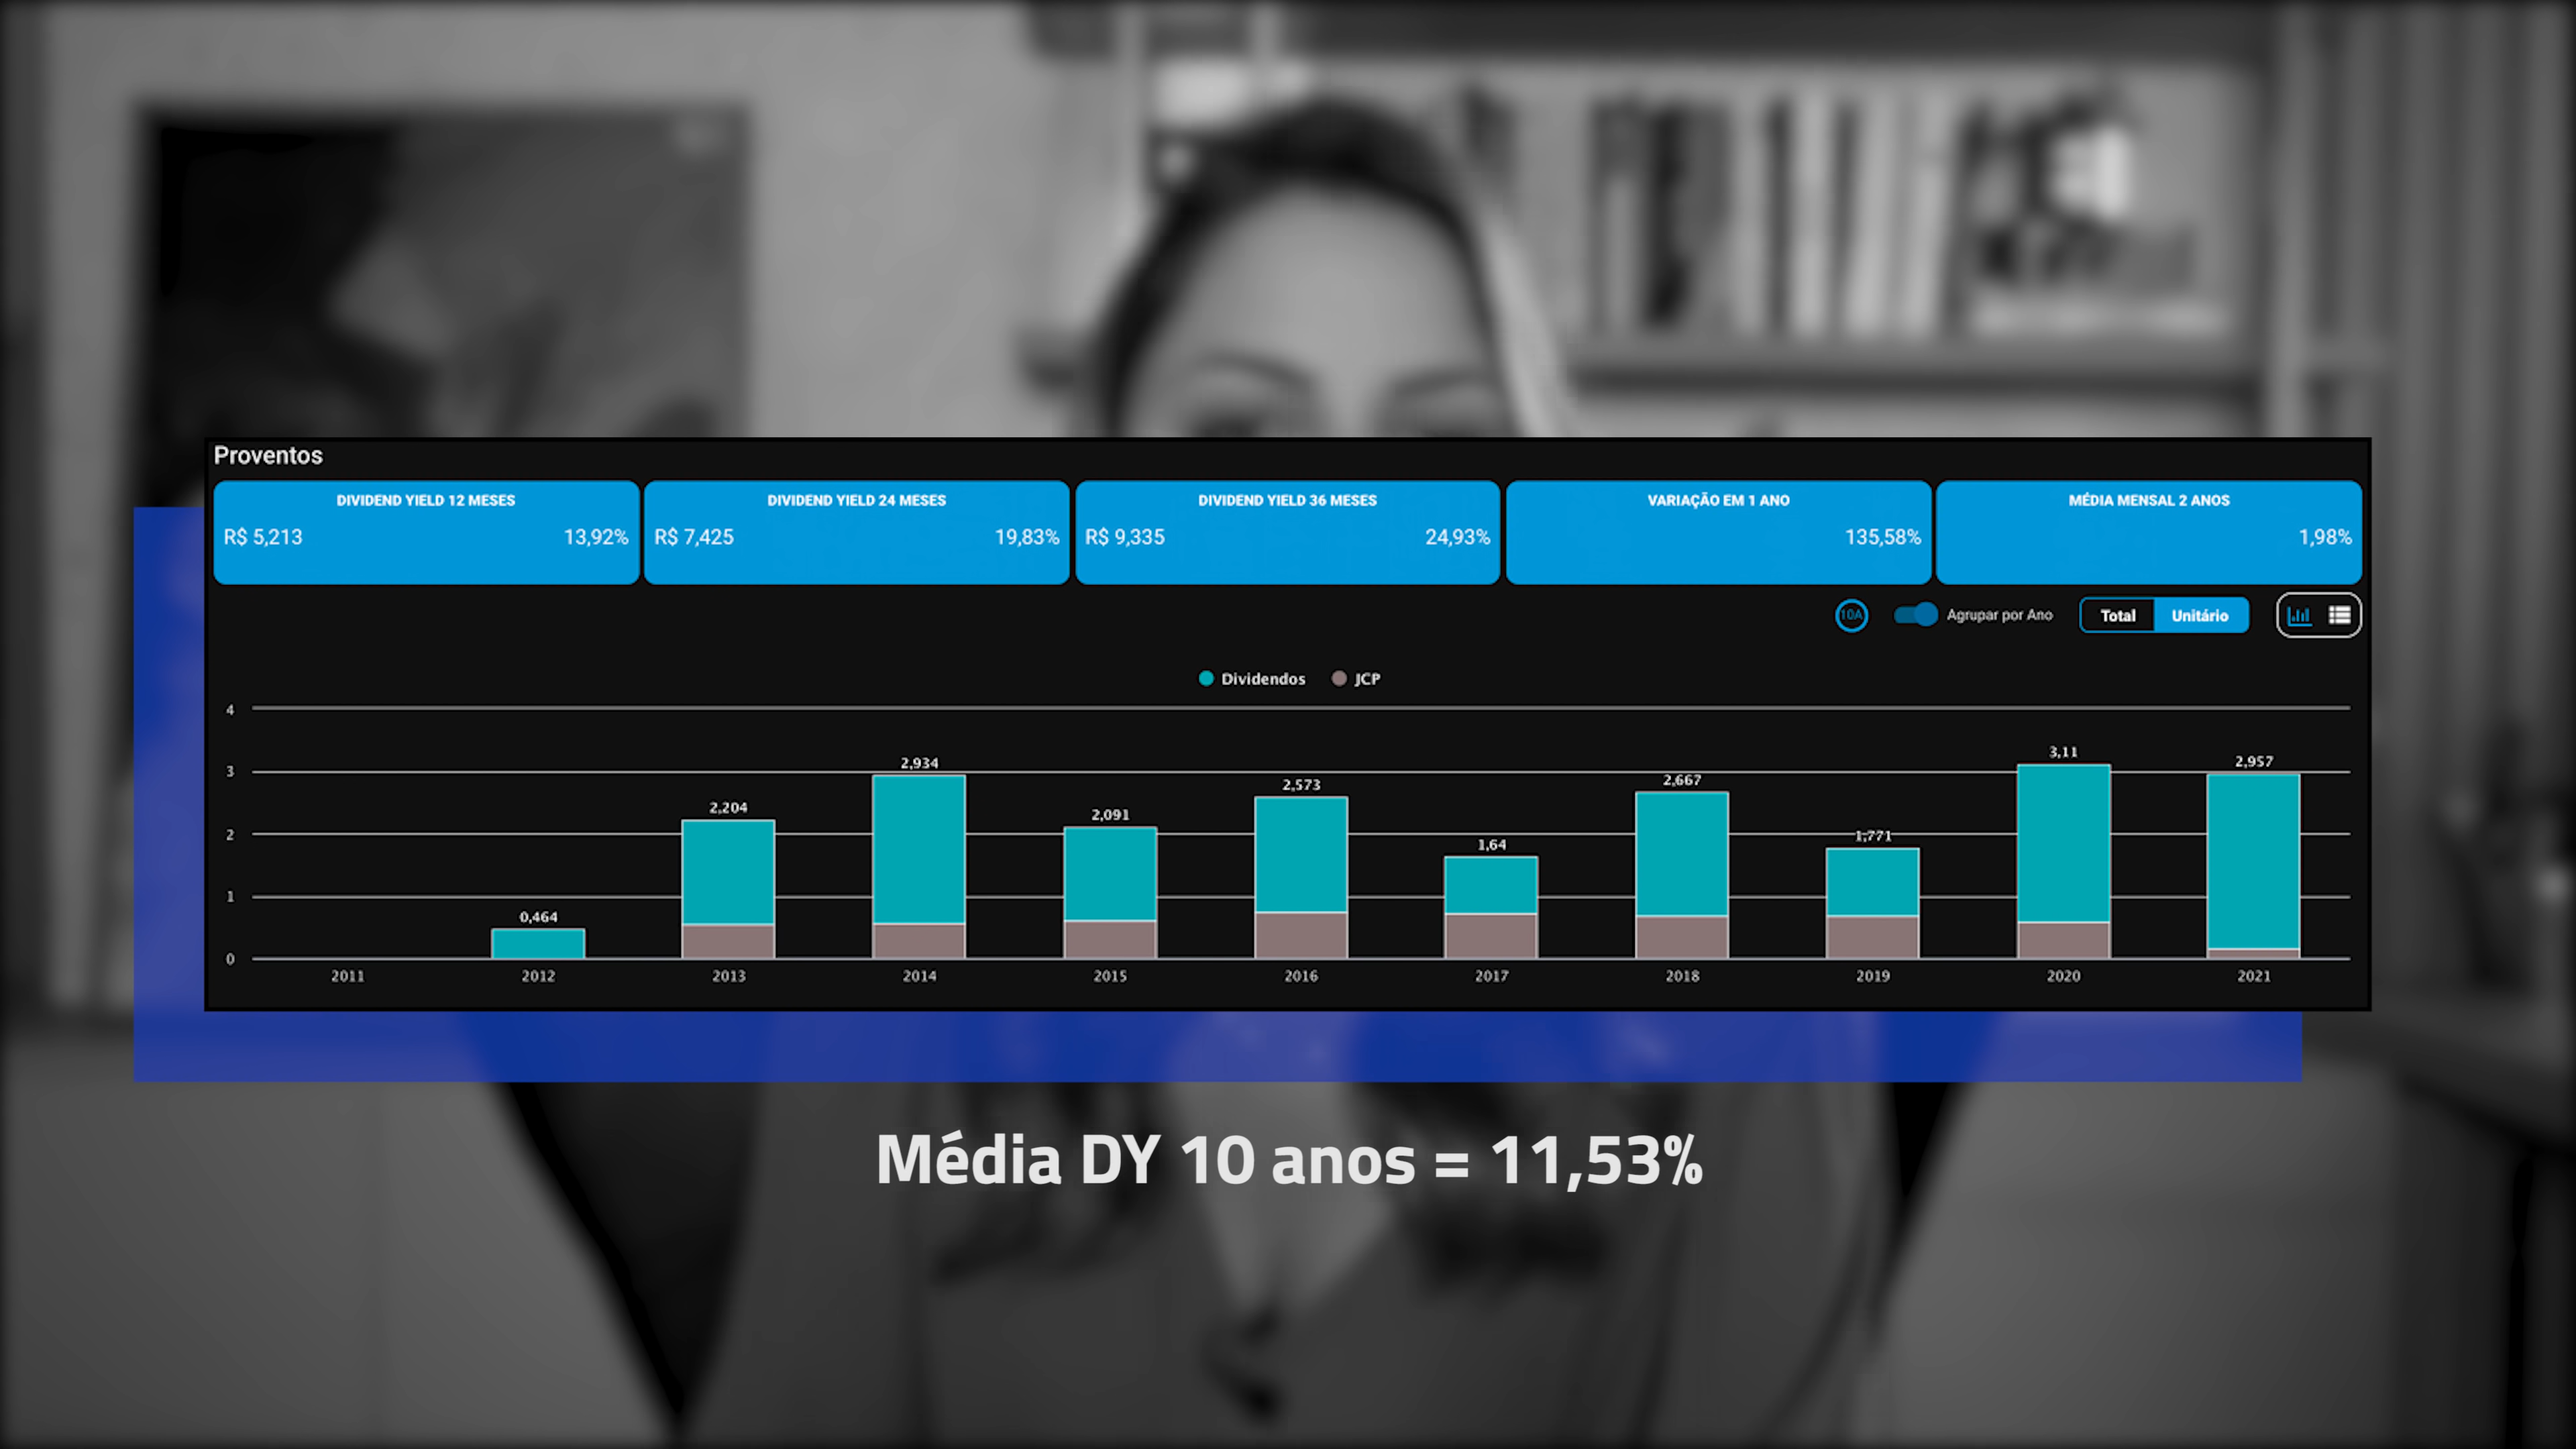 Proventos
DIVIDEND YIELD 12 MESES
R$ 5,213 13,92%
DIVIDEND YIELD 24 MESES
R$ 7,425 19,83%
DIVIDEND YIELD 36 MESES
R$ 9,335 24,93%
VARIAÇÃO EM 1 ANO
135,58%
MÉDIA MENSAL 2 ANOS
1,98%
10A Agrupar por Ano Total Unitário
Dividendos JCP
4
3
2
1
0
0,464
2,204
2,934
2,091
2,573
1,64
2,667
1,771
3,11
2,957
2011 2012 2013 2014 2015 2016 2017 2018 2019 2020 2021
Média DY 10 anos = 11,53%